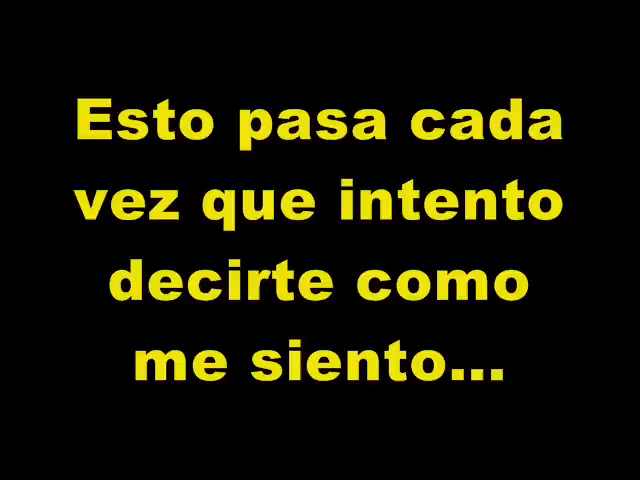 Esto pasa cada
vez que intento
decirte como
me siento...